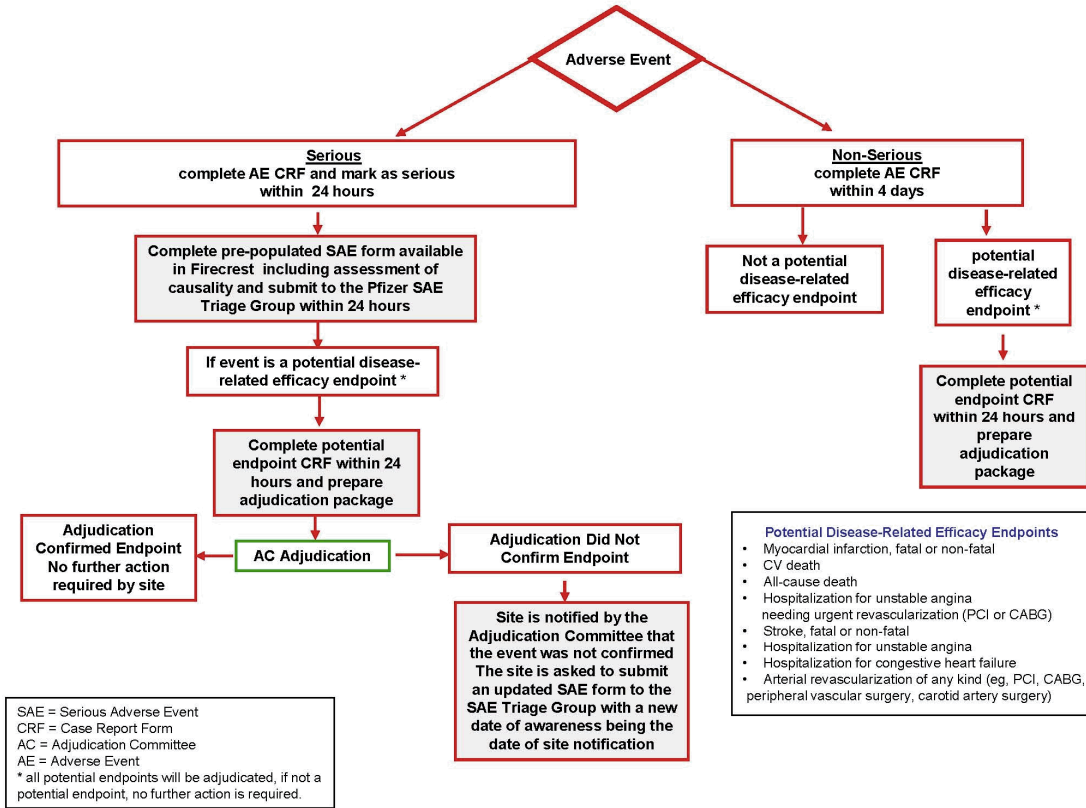 Adverse Event
Serious
complete AE CRF and mark as serious
within 24 hours
Non-Serious
complete AE CRF
within 4 days
Complete pre-populated SAE form available
in Firecrest including assessment of
causality and submit to the Pfizer SAE
Triage Group within 24 hours
Not a potential
disease-related
efficacy endpoint
potential
disease-related
efficacy
endpoint *
If event is a potential disease-
related efficacy endpoint *
Complete potential
endpoint CRF
within 24 hours and
prepare
adjudication
package
Complete potential
endpoint CRF within 24
hours and prepare
adjudication package
Adjudication
Confirmed Endpoint
No further action
required by site
AC Adjudication
Adjudication Did Not
Confirm Endpoint
Site is notified by the
Adjudication Committee that
the event was not confirmed
The site is asked to submit
an updated SAE form to the
SAE Triage Group with a new
date of awareness being the
date of site notification
Potential Disease-Related Efficacy Endpoints
• Myocardial infarction, fatal or non-fatal
• CV death
• All-cause death
• Hospitalization for unstable angina
needing urgent revascularization (PCI or CABG)
• Stroke, fatal or non-fatal
• Hospitalization for unstable angina
• Hospitalization for congestive heart failure
• Arterial revascularization of any kind (eg, PCI, CABG,
peripheral vascular surgery, carotid artery surgery)
SAE = Serious Adverse Event
CRF = Case Report Form
AC = Adjudication Committee
AE = Adverse Event
* all potential endpoints will be adjudicated, if not a
potential endpoint, no further action is required.